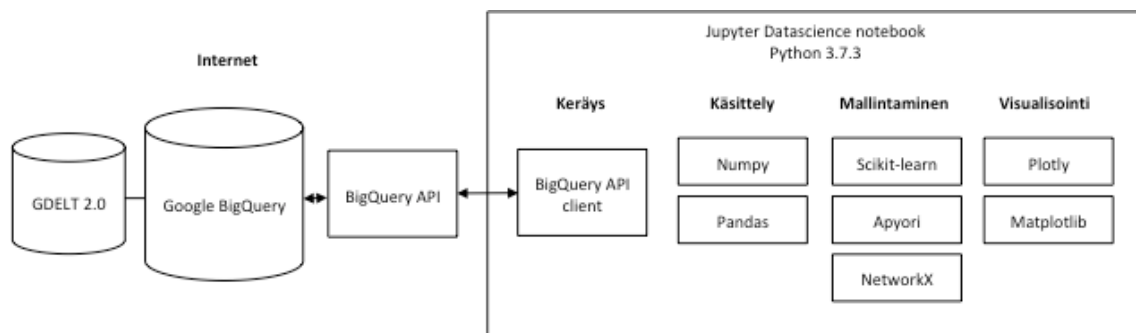 Jupyter Datascience notebook
Python 3.7.3
Internet
Keräys
Käsittely
Mallintaminen
Visualisointi
GDELT 2.0
Google BigQuery
BigQuery API
BigQuery API
client
Numpy
Pandas
Scikit-learn
Apyori
NetworkX
Plotly
Matplotlib